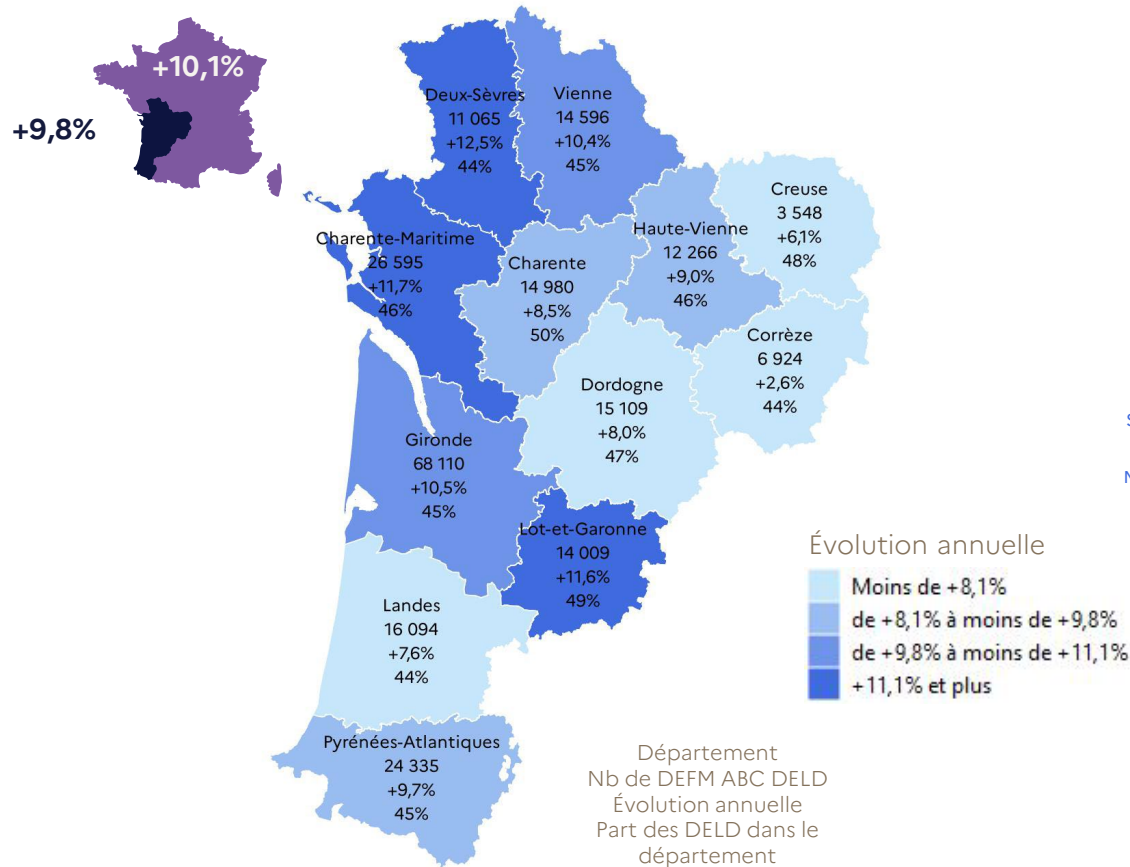 +10,1%
+9,8%
Deux-Sèvres
11 065
+12,5%
44%
Vienne
14 596
+10,4%
45%
Creuse
3 548
+6,1%
48%
Haute-Vienne
12 266
+9,0%
46%
Charente-Maritime
26 595
+11,7%
46%
Charente
14 980
+8,5%
50%
Corrèze
6 924
+2,6%
44%
Dordogne
15 109
+8,0%
47%
Gironde
68 110
+10,5%
45%
Lot-et-Garonne
14 009
+11,6%
49%
Landes
16 094
+7,6%
44%
Pyrénées-Atlantiques
24 335
+9,7%
45%
Évolution annuelle
Moins de +8,1%
de +8,1% à moins de +9,8%
de +9,8% à moins de +11,1%
+11,1% et plus
Département
Nb de DEFM ABC DELD
Évolution annuelle
Part des DELD dans le
département